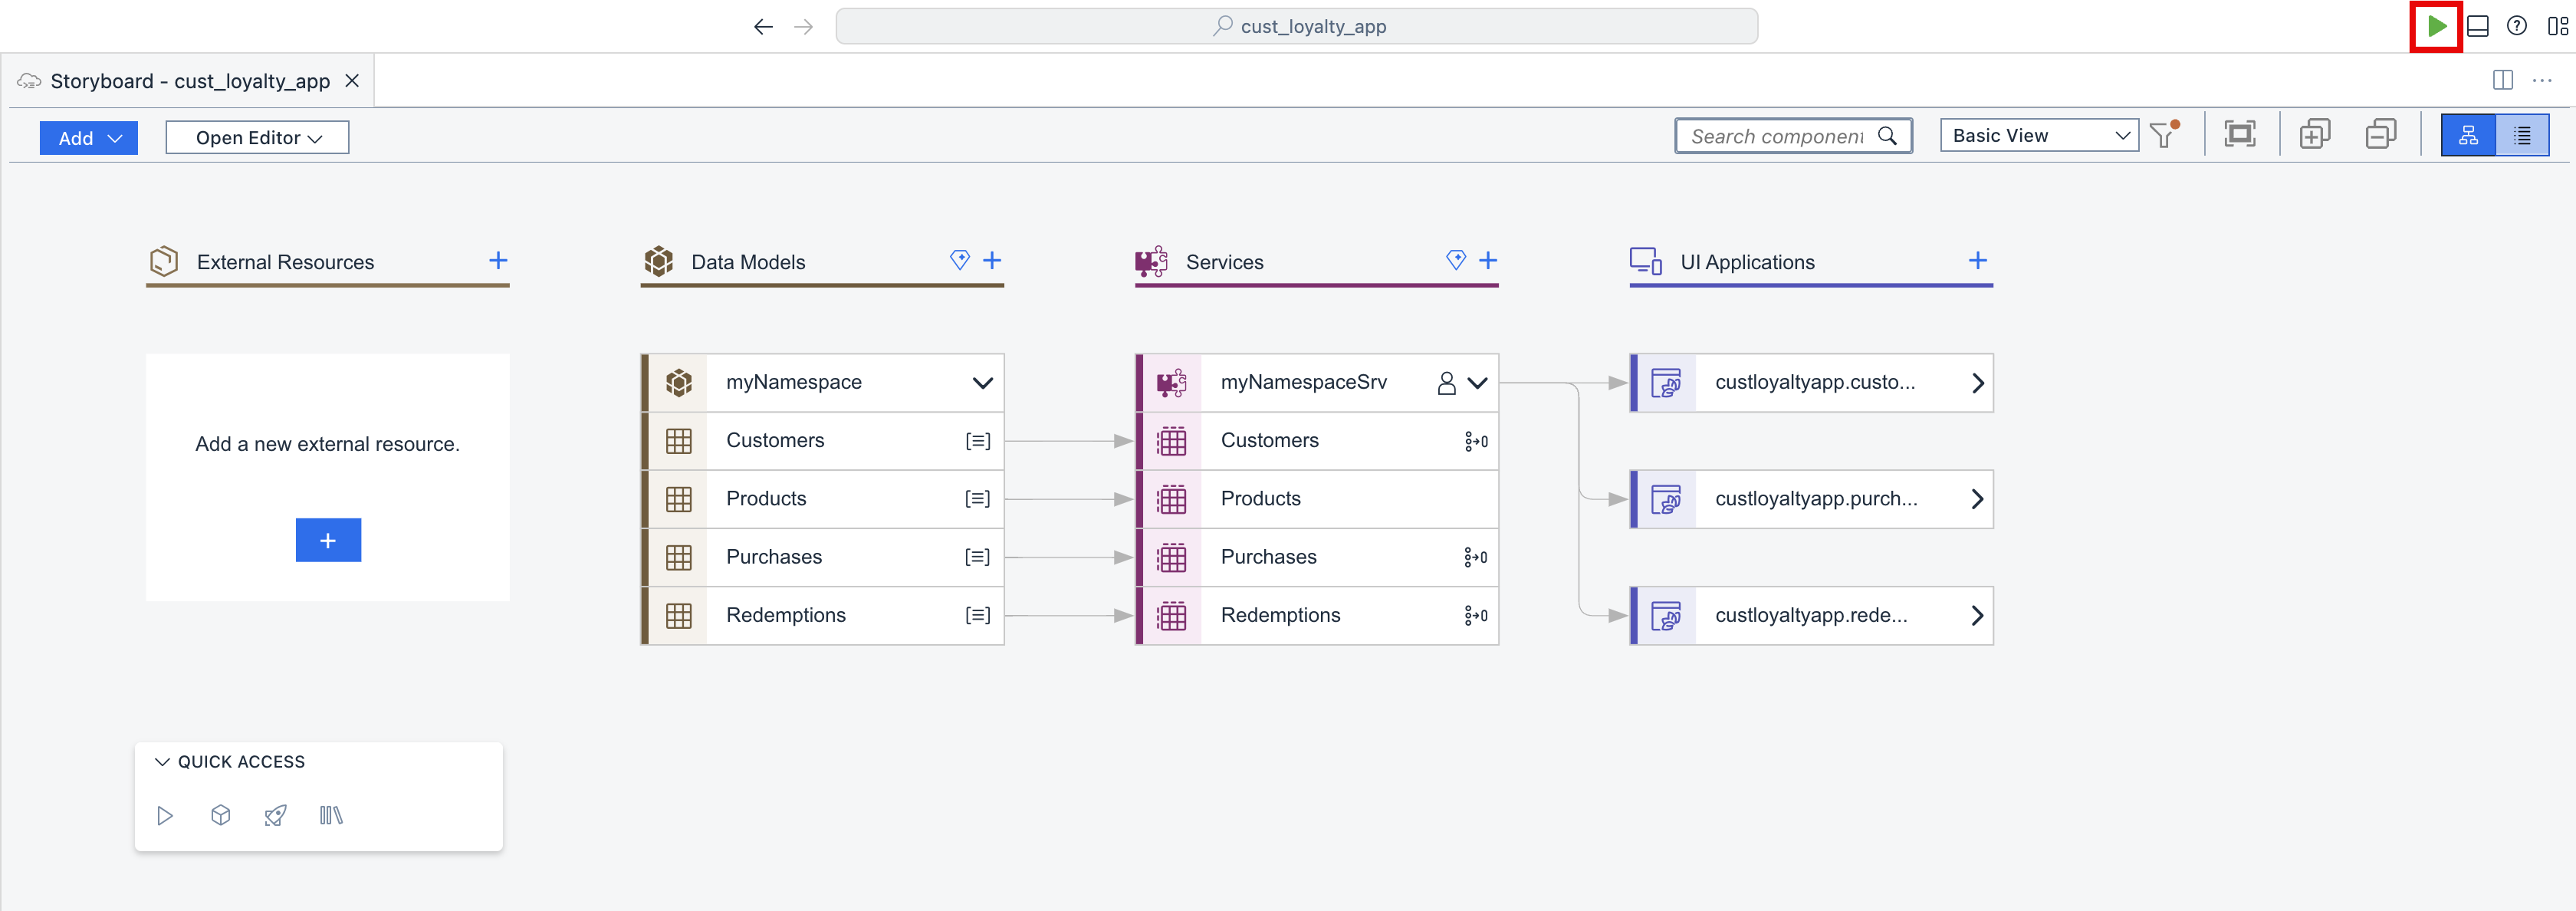 cust_loyalty_app
Storyboard - cust_loyalty_app
Add
Open Editor
Search component
Basic View
External Resources
Data Models
Services
UI Applications
Add a new external resource.
myNamespace
Customers
Products
Purchases
Redemptions
myNamespaceSrv
Customers
Products
Purchases
Redemptions
custloyaltyapp.custo...
custloyaltyapp.purch...
custloyaltyapp.rede...
QUICK ACCESS